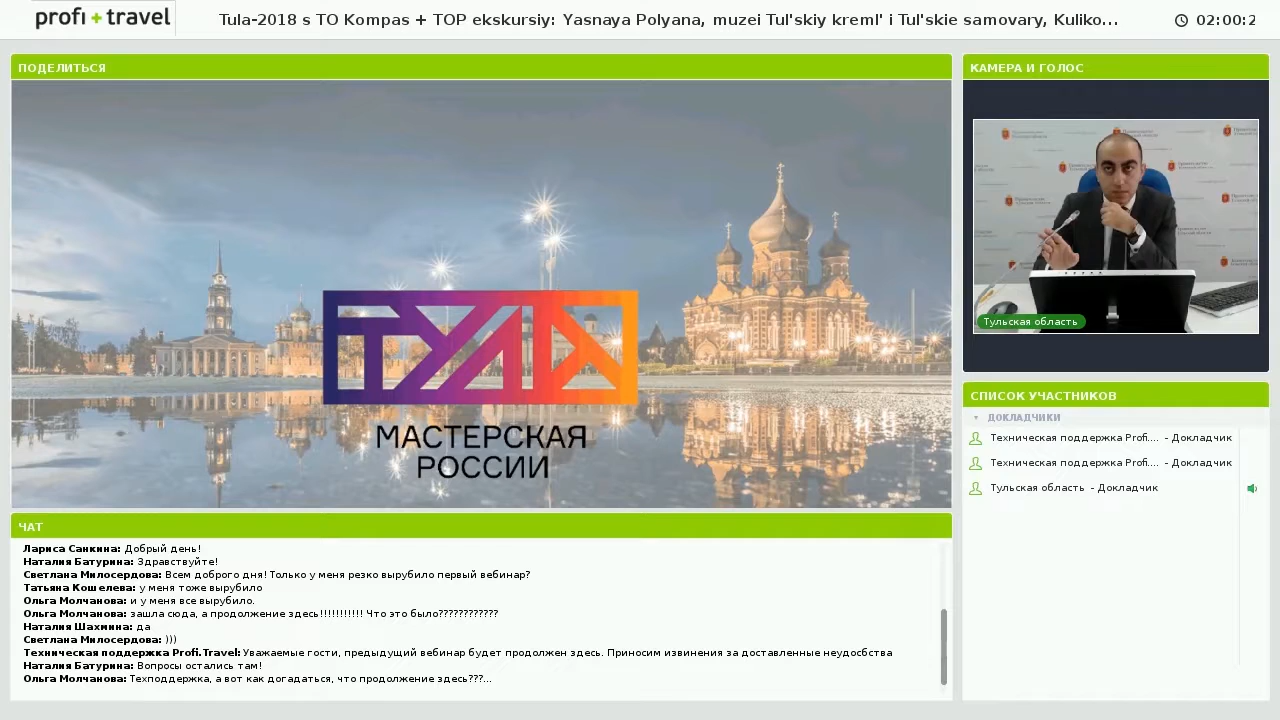 profi + travel
Tula-2018 s TO Kompas + TOP ekskursiy: Yasnaya Polyana, muzei Tul'skiy kreml' i Tul'skie samovary, Kuliko...
02:00:2
ПОДЕЛИТЬСЯ
КАМЕРА И ГОЛОС
ТУЛА
МАСТЕРСКАЯ
РОССИИ
Тульская область
СПИСОК УЧАСТНИКОВ
ДОКЛАДЧИКИ
Техническая поддержка Profi.... - Докладчик
Техническая поддержка Profi.... - Докладчик
Тульская область - Докладчик
ЧАТ
Лариса Санкина: Добрый день!
Наталия Батурина: Здравствуйте!
Светлана Милосердова: Всем доброго дня! Только у меня резко вырубило первый вебинар?
Татьяна Кошелева: у меня тоже вырубило
Ольга Молчанова: и у меня все вырубило.
Ольга Молчанова: зашла сюда, а продолжение здесь!!!!!!!!!!! Что это было????????????
Наталия Шахмина: да
Светлана Милосердова: )))
Техническая поддержка Profi.Travel: Уважаемые гости, предыдущий вебинар будет продолжен здесь. Приносим извинения за доставленные неудосбства
Наталия Батурина: Вопросы остались там!
Ольга Молчанова: Техподдержка, а вот как догадаться, что продолжение здесь???...